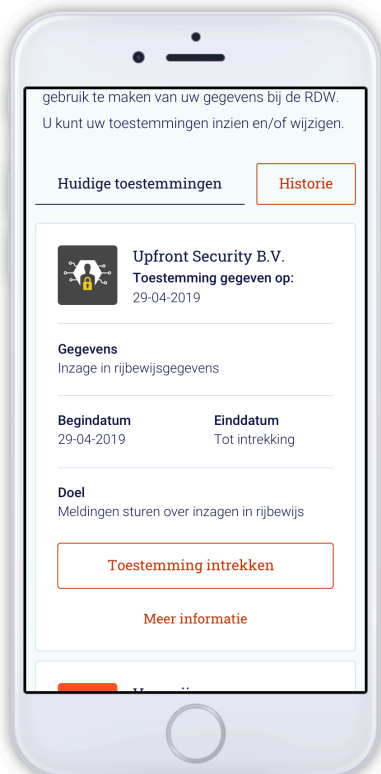 gebruik te maken van uw gegevens bij de RDW.
U kunt uw toestemmingen inzien en/of wijzigen.
Huidige toestemmingen
Historie
Upfront Security B.V.
Toestemming gegeven op:
29-04-2019
Gegevens
Inzage in rijbewijsgegevens
Begindatum
Einddatum
29-04-2019
Tot intrekking
Doel
Meldingen sturen over inzagen in rijbewijs
Toestemming intrekken
Meer informatie